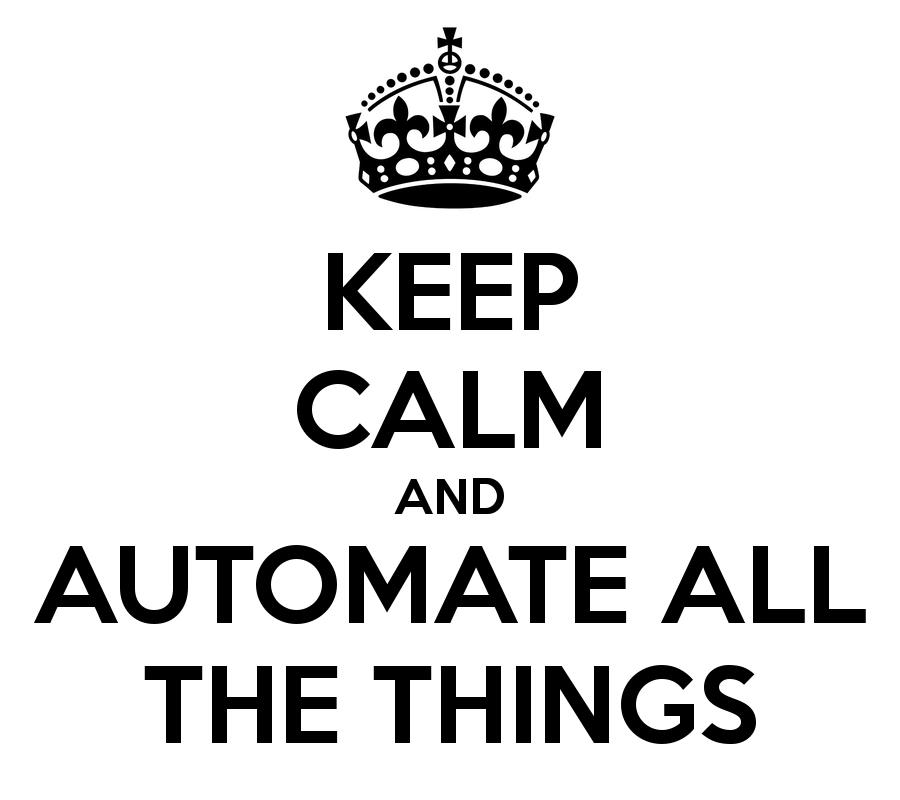 KEEP
CALM
AND
AUTOMATE ALL
THE THINGS